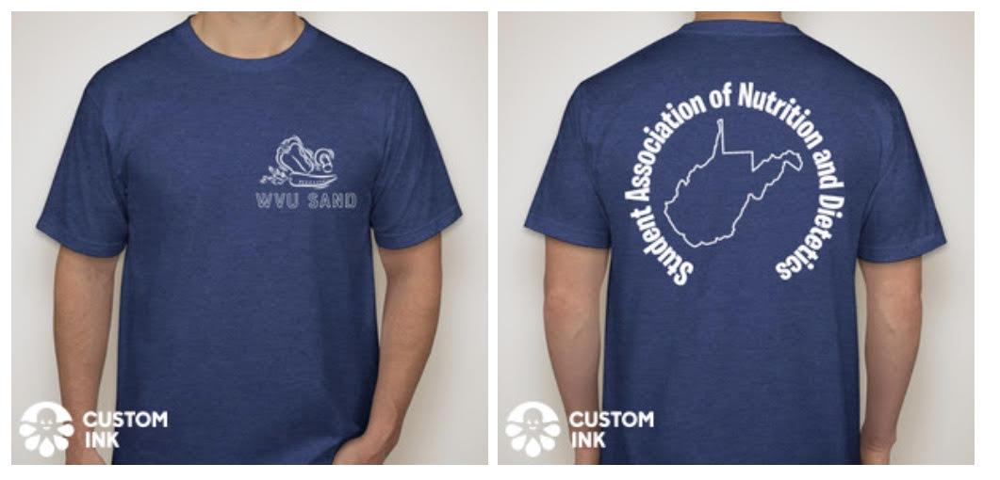 WVU SAND
CUSTOM
INK
Student Association of Nutrition and Dietetics
CUSTOM
INK